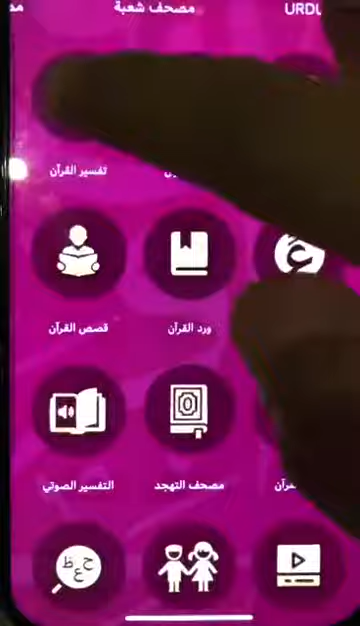 URDU مصحف شعبة
تفسير القرآن
ورد القرآن قصص القرآن
مصحف التهجد التفسير الصوتي
ح ع ظ